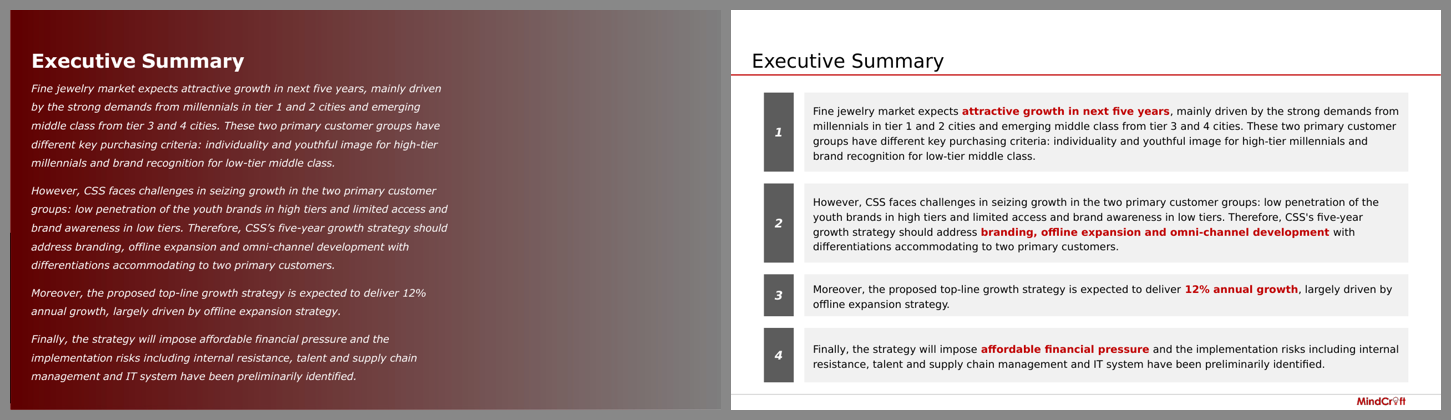 Executive Summary
Fine jewelry market expects attractive growth in next five years, mainly driven
by the strong demands from millennials in tier 1 and 2 cities and emerging
middle class from tier 3 and 4 cities. These two primary customer groups have
different key purchasing criteria: individuality and youthful image for high-tier
millennials and brand recognition for low-tier middle class.
However, CSS faces challenges in seizing growth in the two primary customer
groups: low penetration of the youth brands in high tiers and limited access and
brand awareness in low tiers. Therefore, CSS’s five-year growth strategy should
address branding, offline expansion and omni-channel development with
differentiations accommodating to two primary customers.
Moreover, the proposed top-line growth strategy is expected to deliver 12%
annual growth, largely driven by offline expansion strategy.
Finally, the strategy will impose affordable financial pressure and the
implementation risks including internal resistance, talent and supply chain
management and IT system have been preliminarily identified.
Executive Summary
1
Fine jewelry market expects attractive growth in next five years, mainly driven by the strong demands from
millennials in tier 1 and 2 cities and emerging middle class from tier 3 and 4 cities. These two primary customer
groups have different key purchasing criteria: individuality and youthful image for high-tier millennials and
brand recognition for low-tier middle class.
2
However, CSS faces challenges in seizing growth in the two primary customer groups: low penetration of the
youth brands in high tiers and limited access and brand awareness in low tiers. Therefore, CSS's five-year
growth strategy should address branding, offline expansion and omni-channel development with
differentiations accommodating to two primary customers.
3
Moreover, the proposed top-line growth strategy is expected to deliver 12% annual growth, largely driven by
offline expansion strategy.
4
Finally, the strategy will impose affordable financial pressure and the implementation risks including internal
resistance, talent and supply chain management and IT system have been preliminarily identified.
MindCraft